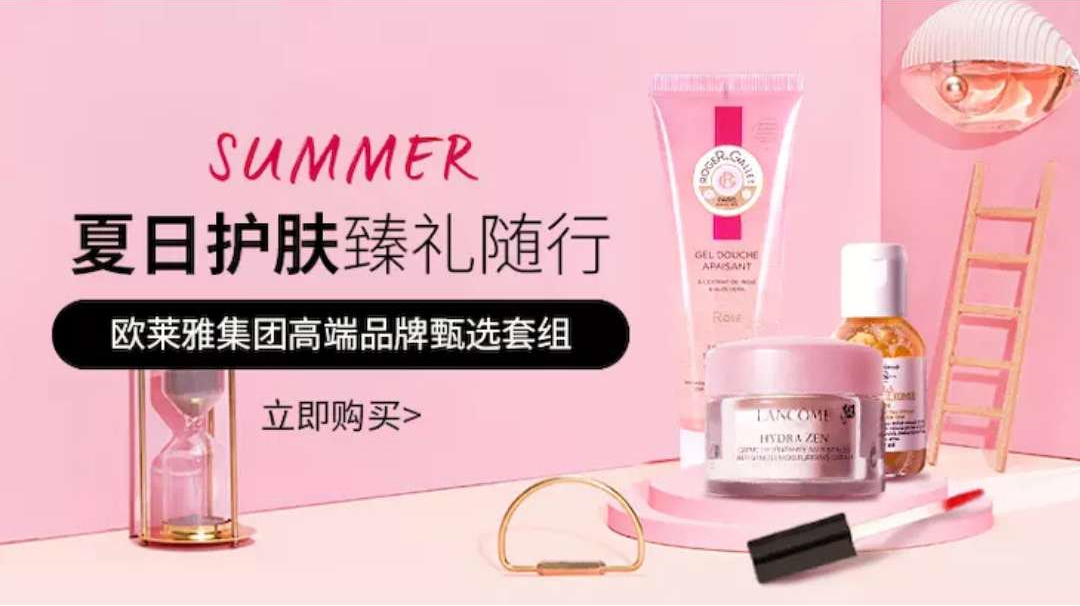 SUMMER
夏日护肤臻礼随行
欧莱雅集团高端品牌甄选套组
立即购买>
ROGER & GALLET
PARIS
GEL DOUCHE
APAISANT
Rose
LANCÔME
HYDRA ZEN